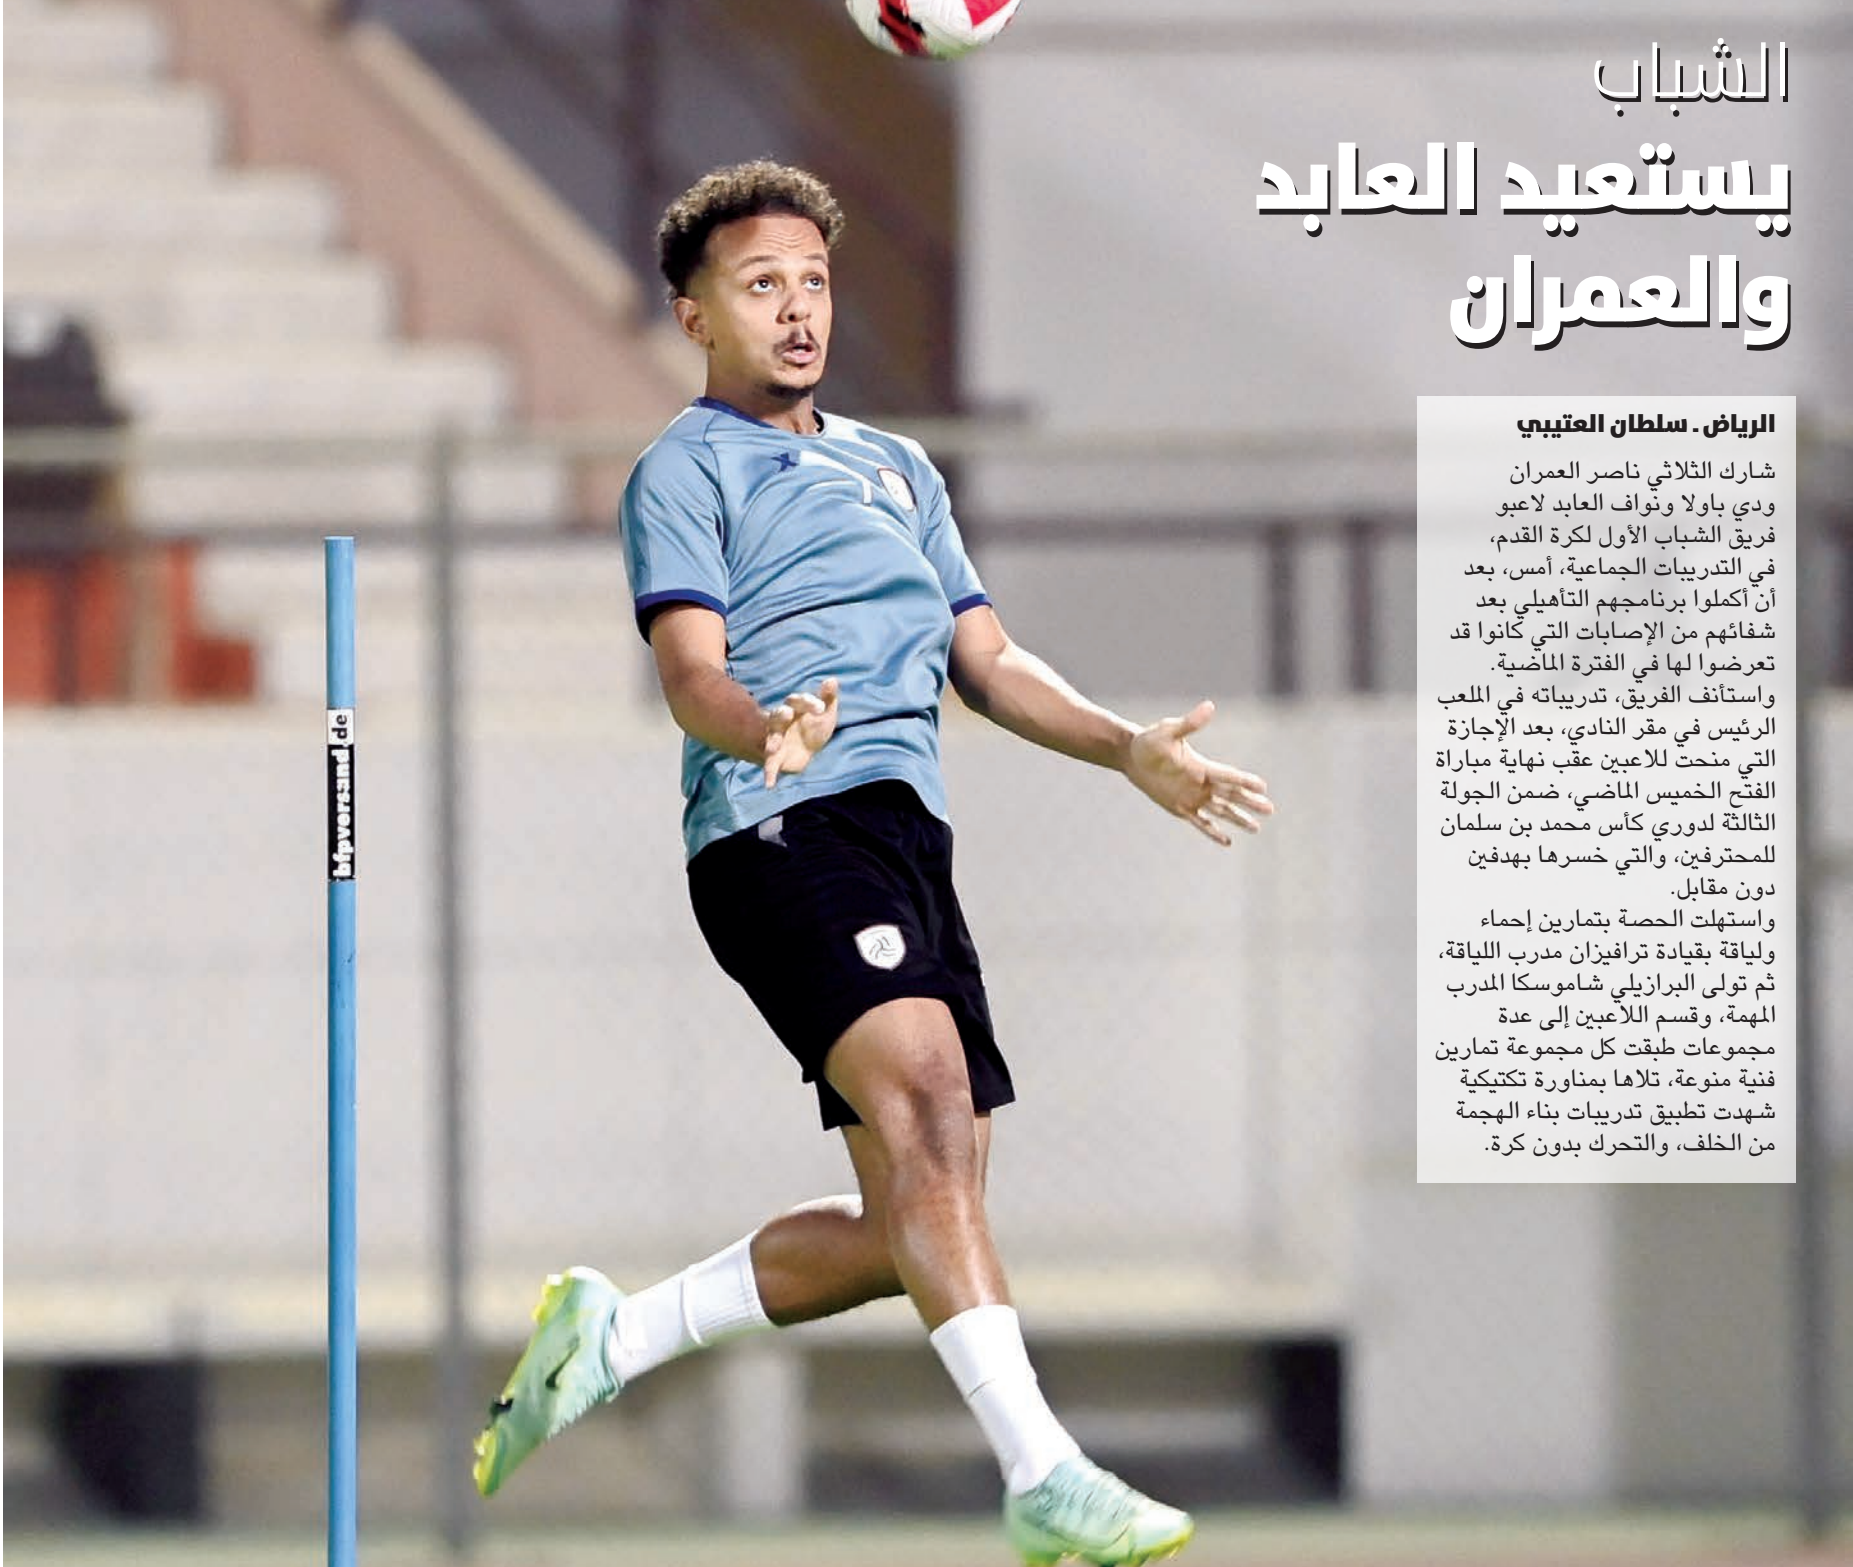 الشباب
يستعيد العابد
والعمران
الرياض ـ سلطان العتيبي
شارك الثلاثي ناصر العمران
ودي باولا ونواف العابد لاعبو
فريق الشباب الأول لكرة القدم،
في التدريبات الجماعية، أمس، بعد
أن أكملوا برنامجهم التأهيلي بعد
شفائهم من الإصابات التي كانوا قد
تعرضوا لها في الفترة الماضية.
واستأنف الفريق، تدريباته في الملعب
الرئيس في مقر النادي، بعد الإجازة
التي منحت للاعبين عقب نهاية مباراة
الفتح الخميس الماضي، ضمن الجولة
الثالثة لدوري كأس محمد بن سلمان
للمحترفين، والتي خسرها بهدفين
دون مقابل.
واستهلت الحصة بتمارين إحماء
ولياقة بقيادة ترافيزان مدرب اللياقة،
ثم تولى البرازيلي شاموسكا المدرب
المهمة، وقسم اللاعبين إلى عدة
مجموعات طبقت كل مجموعة تمارين
فنية منوعة، تلاها بمناورة تكتيكية
شهدت تطبيق تدريبات بناء الهجمة
من الخلف، والتحرك بدون كرة.
bfpversand.de